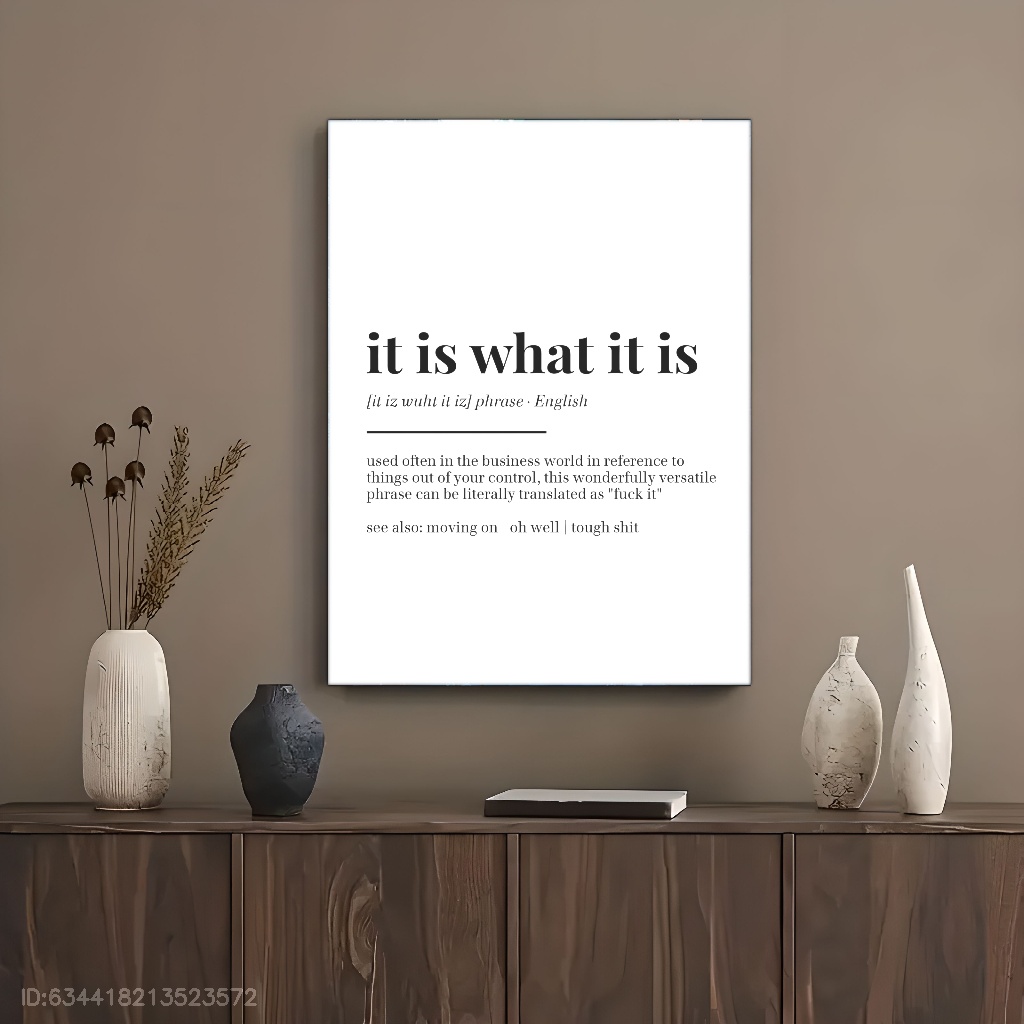 it is what it is
[it iz wuht it iz] phrase · English
used often in the business world in reference to
things out of your control, this wonderfully versatile
phrase can be literally translated as "fuck it"
see also: moving on oh well | tough shit
ID:634418213523572